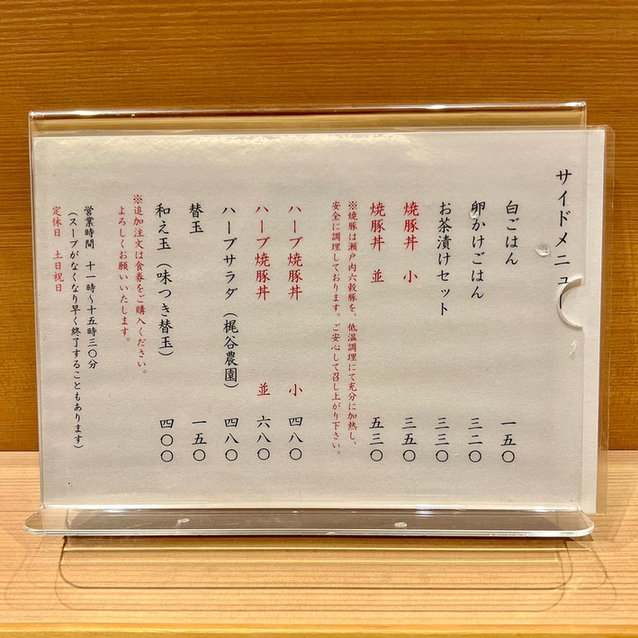 サイドメニュー
白ごはん 一五〇
卵かけごはん 三二〇
お茶漬けセット 三三〇
焼豚丼 小 三五〇
焼豚丼 並 五三〇
※焼豚は瀬戸内六穀豚を、低温調理にて充分に加熱し、
安全に調理しております。ご安心して召し上がり下さい。
ハーブ焼豚丼 小 四八〇
ハーブ焼豚丼 並 六八〇
ハーブサラダ（梶谷農園） 四八〇
替玉 一五〇
和え玉（味つき替玉） 四〇〇
※追加注文は食券をご購入ください。
よろしくお願いいたします。
営業時間 十一時～十五時三〇分
（スープがなくなり早く終了することもあります）
定休日 土日祝日